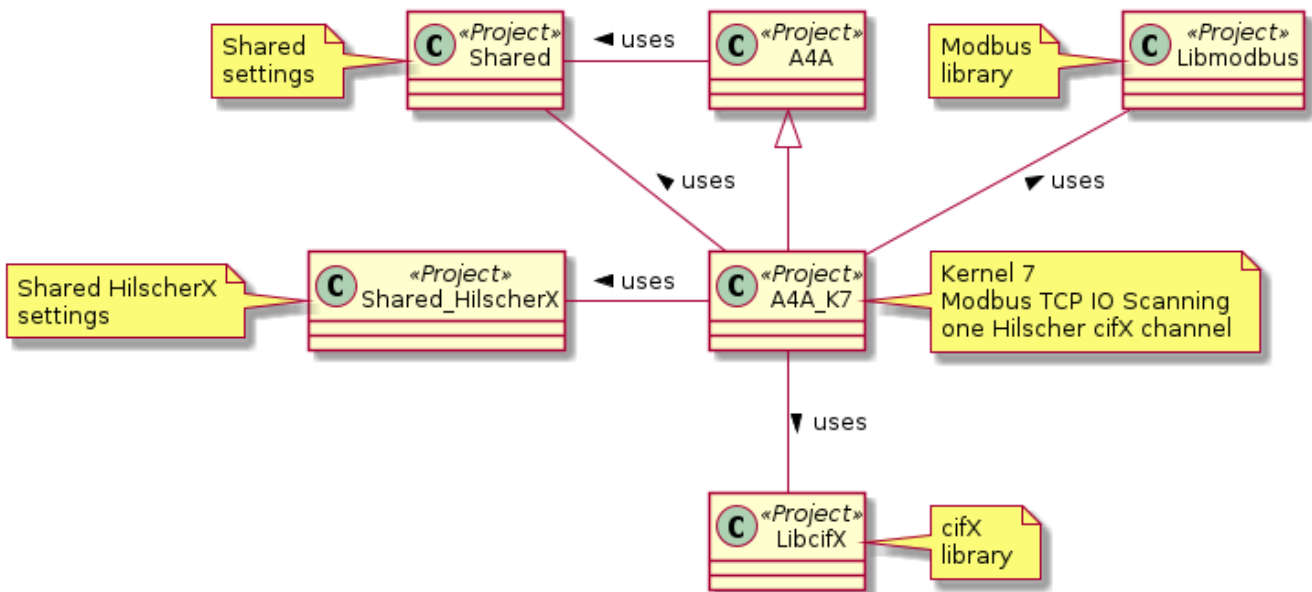 Shared
settings
C
«Project»
Shared
◄ uses
C
«Project»
A4A
Modbus
library
C
«Project»
Libmodbus
uses
uses
Shared HilscherX
settings
C
«Project»
Shared_HilscherX
◄ uses
C
«Project»
A4A_K7
Kernel 7
Modbus TCP IO Scanning
one Hilscher cifX channel
uses
C
«Project»
LibcifX
cifX
library